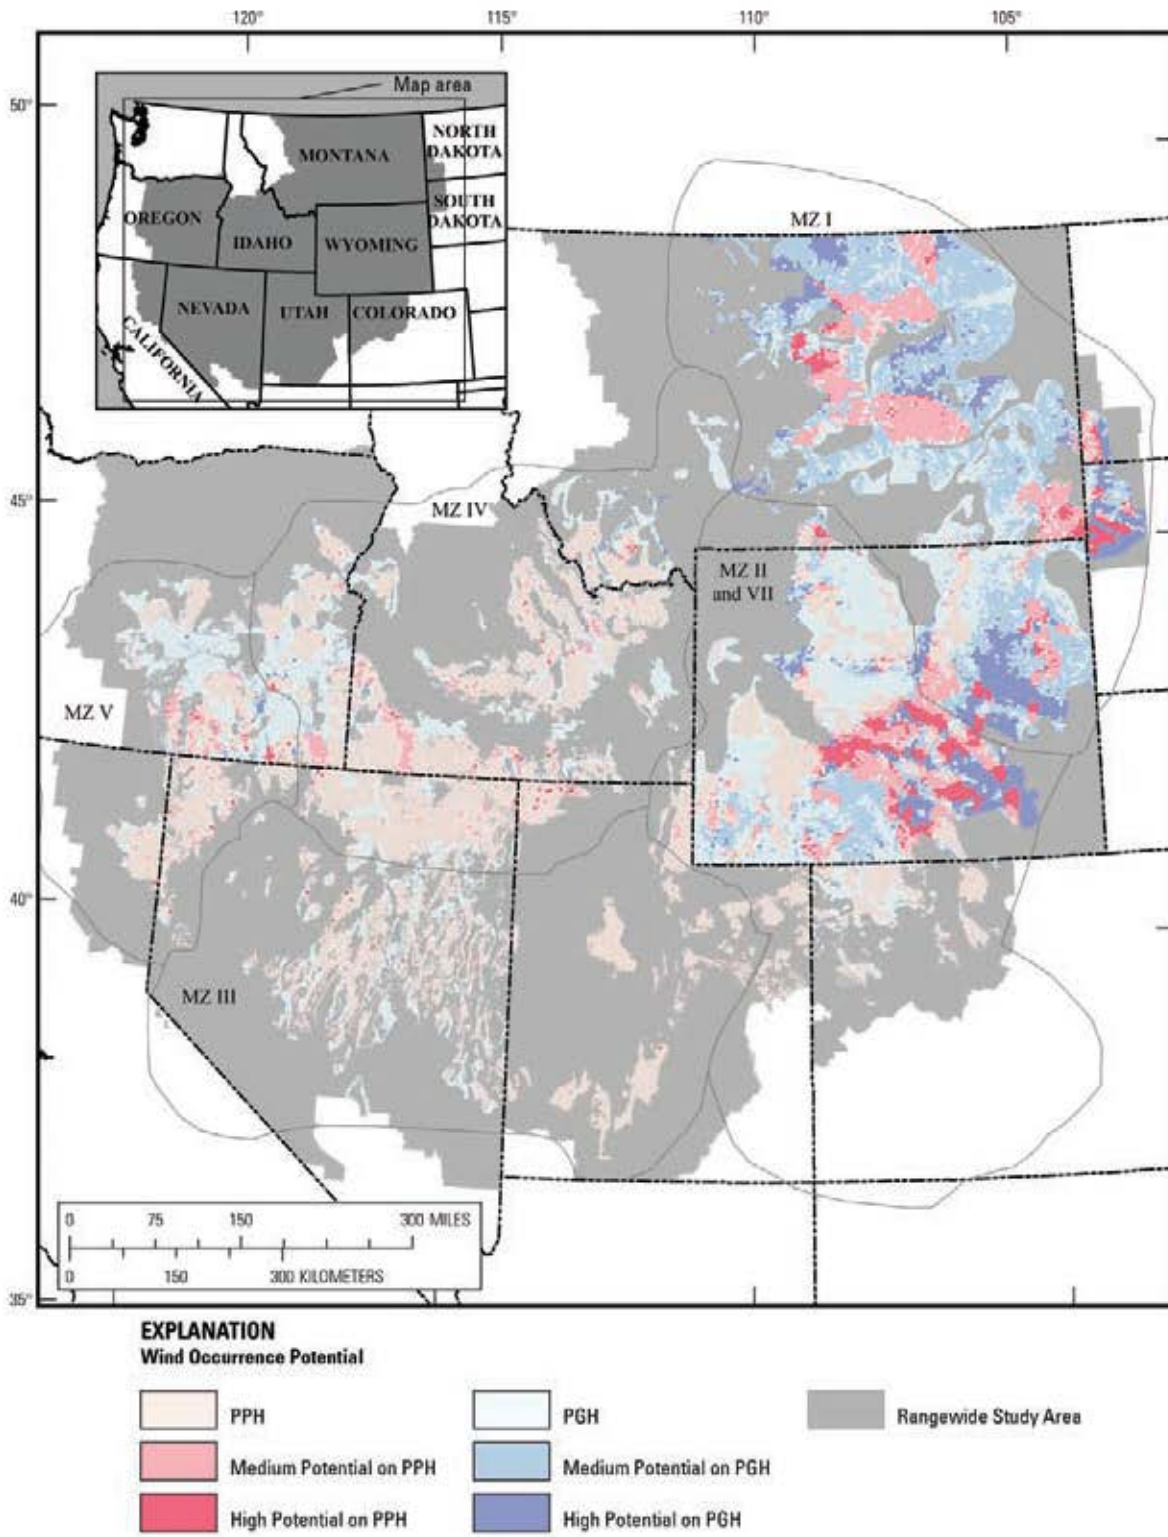 120°
115°
110°
105°
50°
Map area
NORTH
DAKOTA
MONTANA
SOUTH
DAKOTA
OREGON
IDAHO
WYOMING
NEVADA
UTAH
COLORADO
CALIFORNIA
MZ I
45°
MZ IV
MZ II
and VII
MZ V
40°
MZ III
0 75 150 300 MILES
0 150 300 KILOMETERS
35°
EXPLANATION
Wind Occurrence Potential
PPH PGH Rangewide Study Area
Medium Potential on PPH Medium Potential on PGH
High Potential on PPH High Potential on PGH